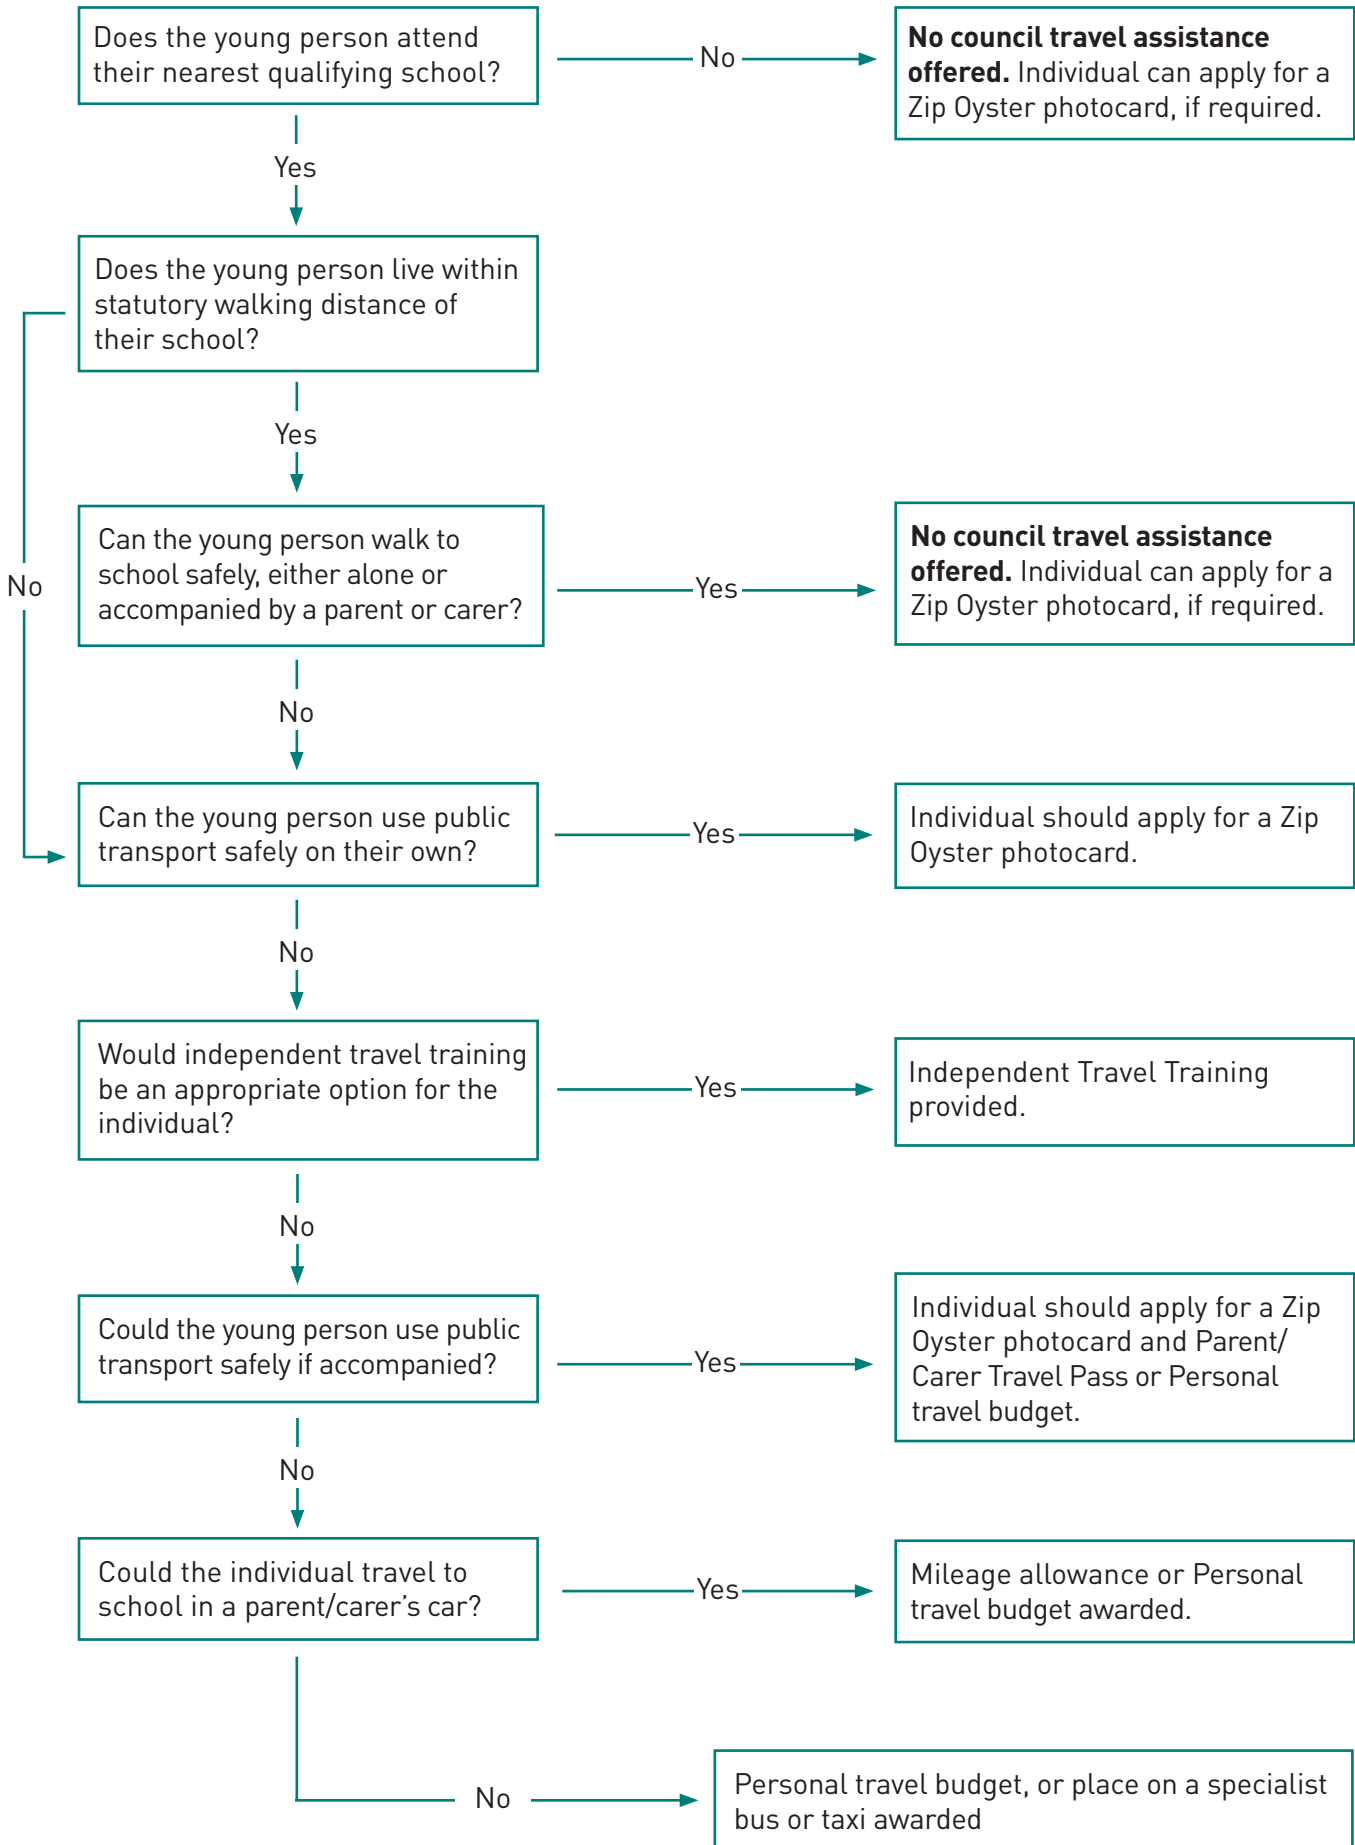 Does the young person attend
their nearest qualifying school?
No
No council travel assistance
offered. Individual can apply for a
Zip Oyster photocard, if required.
Yes
Does the young person live within
statutory walking distance of
their school?
Yes
No
Can the young person walk to
school safely, either alone or
accompanied by a parent or carer?
Yes
No council travel assistance
offered. Individual can apply for a
Zip Oyster photocard, if required.
No
Can the young person use public
transport safely on their own?
Yes
Individual should apply for a Zip
Oyster photocard.
No
Would independent travel training
be an appropriate option for the
individual?
Yes
Independent Travel Training
provided.
No
Could the young person use public
transport safely if accompanied?
Yes
Individual should apply for a Zip
Oyster photocard and Parent/
Carer Travel Pass or Personal
travel budget.
No
Could the individual travel to
school in a parent/carer’s car?
Yes
Mileage allowance or Personal
travel budget awarded.
No
Personal travel budget, or place on a specialist
bus or taxi awarded